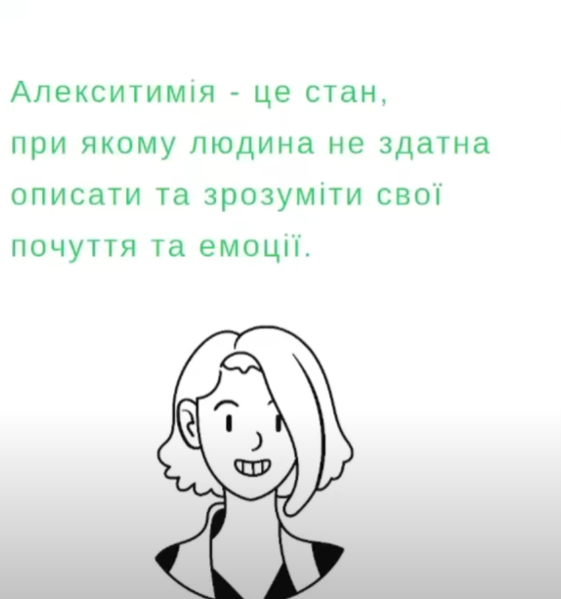 Алекситимія - це стан,
при якому людина не здатна
описати та зрозуміти свої
почуття та емоції.